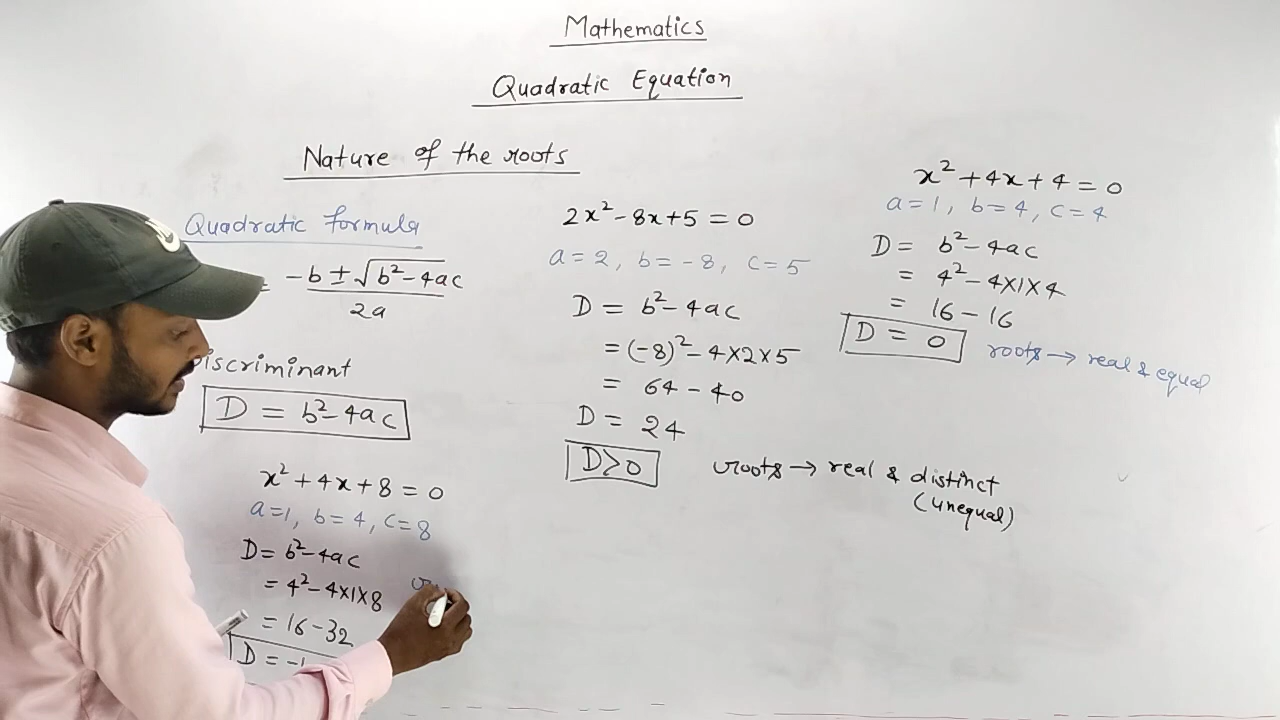 Mathematics
Quadratic Equation
Nature of the roots
Quadratic formula
= -b ± √b²-4ac
2a
iscriminant
D = b²-4ac
x²+4x+8 = 0
a=1, b=4, c=8
D= b²-4ac
= 4²-4×1×8
= 16-32
D = -1
2x²-8x+5 = 0
a=2, b=-8, c=5
D = b²-4ac
=(-8)²-4×2×5
= 64-40
D = 24
D>0 roots → real & distinct
(unequal)
x²+4x+4=0
a=1, b=4, c=4
D= b²-4ac
= 4²-4×1×4
= 16-16
D = 0 roots → real & equal